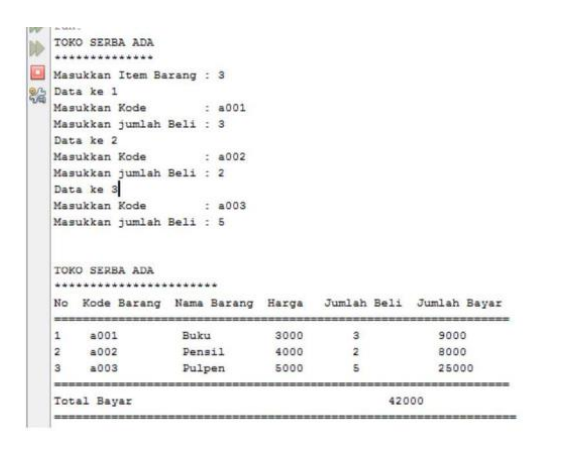 TOKO SERBA ADA
**************
Masukkan Item Barang : 3
Data ke 1
Masukkan Kode : a001
Masukkan jumlah Beli : 3
Data ke 2
Masukkan Kode : a002
Masukkan jumlah Beli : 2
Data ke 3
Masukkan Kode : a003
Masukkan jumlah Beli : 5
TOKO SERBA ADA
***********************
No Kode Barang Nama Barang Harga Jumlah Beli Jumlah Bayar
================================================================
1 a001 Buku 3000 3 9000
2 a002 Pensil 4000 2 8000
3 a003 Pulpen 5000 5 25000
================================================================
Total Bayar 42000
=================================================================